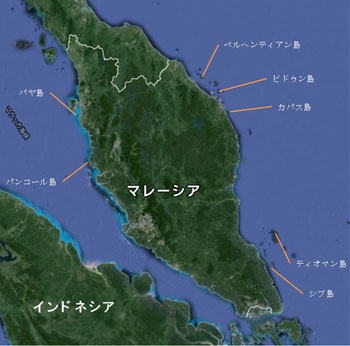 ペルヘンティアン島
ビドゥン島
パヤ島
カパス島
マラッカ海峡
パンコール島
マレーシア
ティオマン島
インドネシア
シブ島